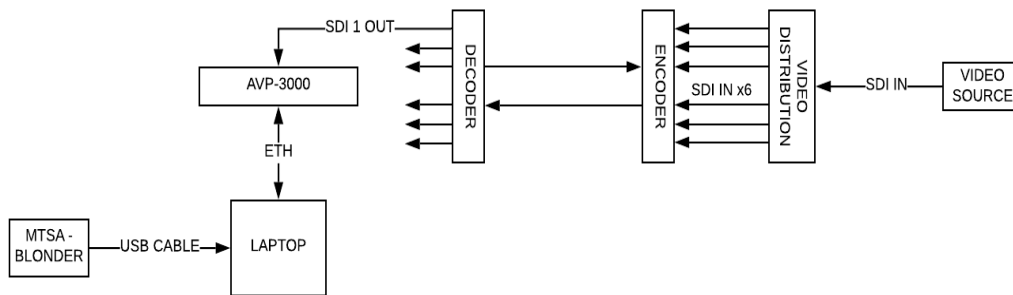 SDI 1 OUT
AVP-3000
DECODER
ENCODER
VIDEO
DISTRIBUTION
SDI IN x6
SDI IN
VIDEO
SOURCE
ETH
MTSA -
BLONDER
USB CABLE
LAPTOP